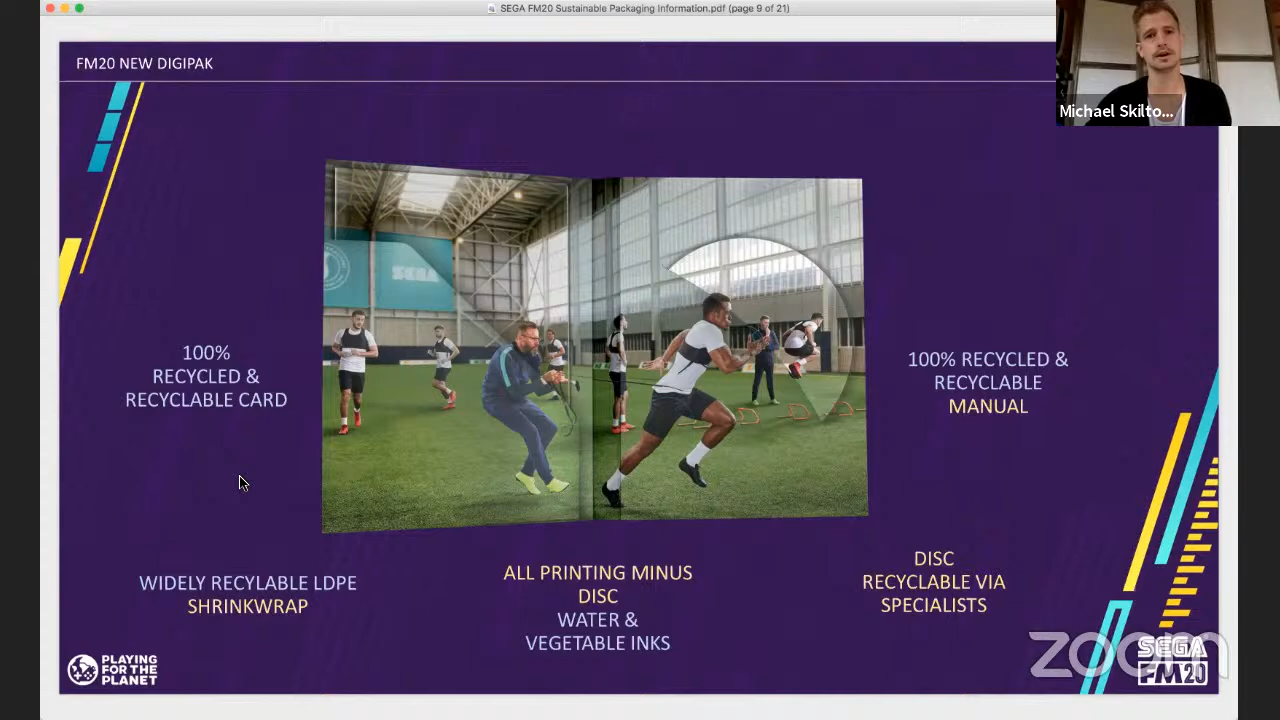 SEGA FM20 Sustainable Packaging Information.pdf (page 9 of 21)
Michael Skilto...
FM20 NEW DIGIPAK
SEGA
100%
RECYCLED &
RECYCLABLE CARD
100% RECYCLED &
RECYCLABLE
MANUAL
WIDELY RECYLABLE LDPE
SHRINKWRAP
ALL PRINTING MINUS
DISC
WATER &
VEGETABLE INKS
DISC
RECYCLABLE VIA
SPECIALISTS
PLAYING
FOR THE
PLANET
zoom
SEGA
FM20